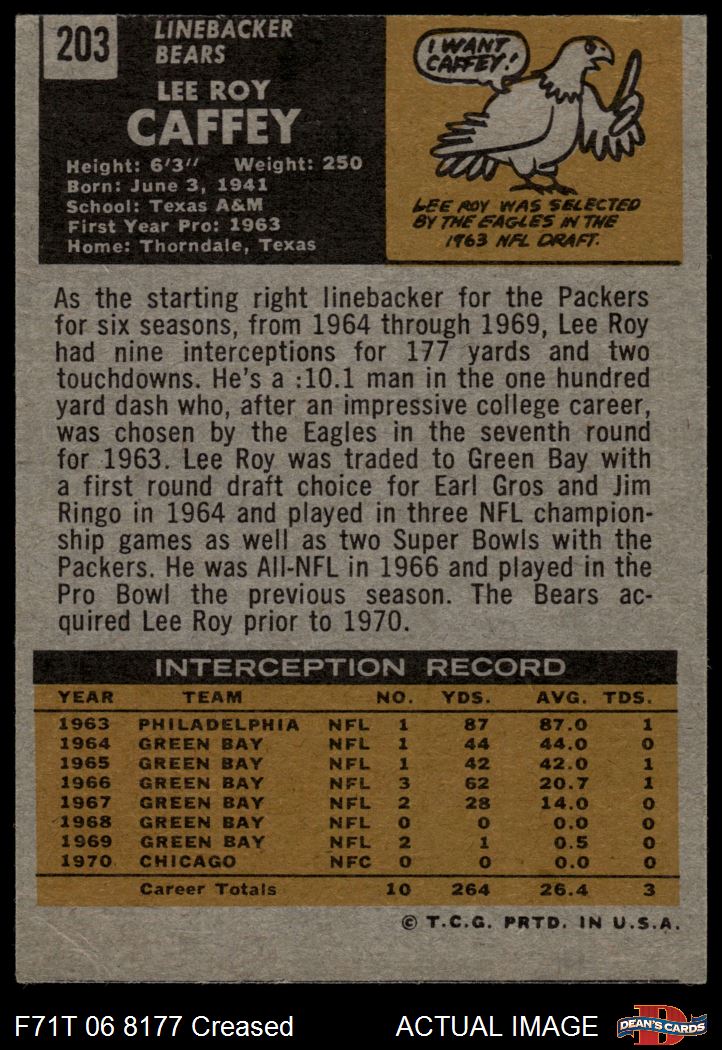 203
LINEBACKER
BEARS
LEE ROY
CAFFEY
Height: 6'3" Weight: 250
Born: June 3, 1941
School: Texas A&M
First Year Pro: 1963
Home: Thorndale, Texas
I WANT
CAFFEY!
LEE ROY WAS SELECTED
BY THE EAGLES IN THE
1963 NFL DRAFT.
As the starting right linebacker for the Packers
for six seasons, from 1964 through 1969, Lee Roy
had nine interceptions for 177 yards and two
touchdowns. He's a :10.1 man in the one hundred
yard dash who, after an impressive college career,
was chosen by the Eagles in the seventh round
for 1963. Lee Roy was traded to Green Bay with
a first round draft choice for Earl Gros and Jim
Ringo in 1964 and played in three NFL champion-
ship games as well as two Super Bowls with the
Packers. He was All-NFL in 1966 and played in the
Pro Bowl the previous season. The Bears ac-
quired Lee Roy prior to 1970.
INTERCEPTION RECORD
YEAR TEAM NO. YDS. AVG. TDS.
1963 PHILADELPHIA NFL 1 87 87.0 1
1964 GREEN BAY NFL 1 44 44.0 0
1965 GREEN BAY NFL 1 42 42.0 1
1966 GREEN BAY NFL 3 62 20.7 1
1967 GREEN BAY NFL 2 28 14.0 0
1968 GREEN BAY NFL 0 0 0.0 0
1969 GREEN BAY NFL 2 1 0.5 0
1970 CHICAGO NFC 0 0 0.0 0
Career Totals 10 264 26.4 3
© T.C.G. PRTD. IN U.S.A.
F71T 06 8177 Creased ACTUAL IMAGE
D
DEAN'S CARDS